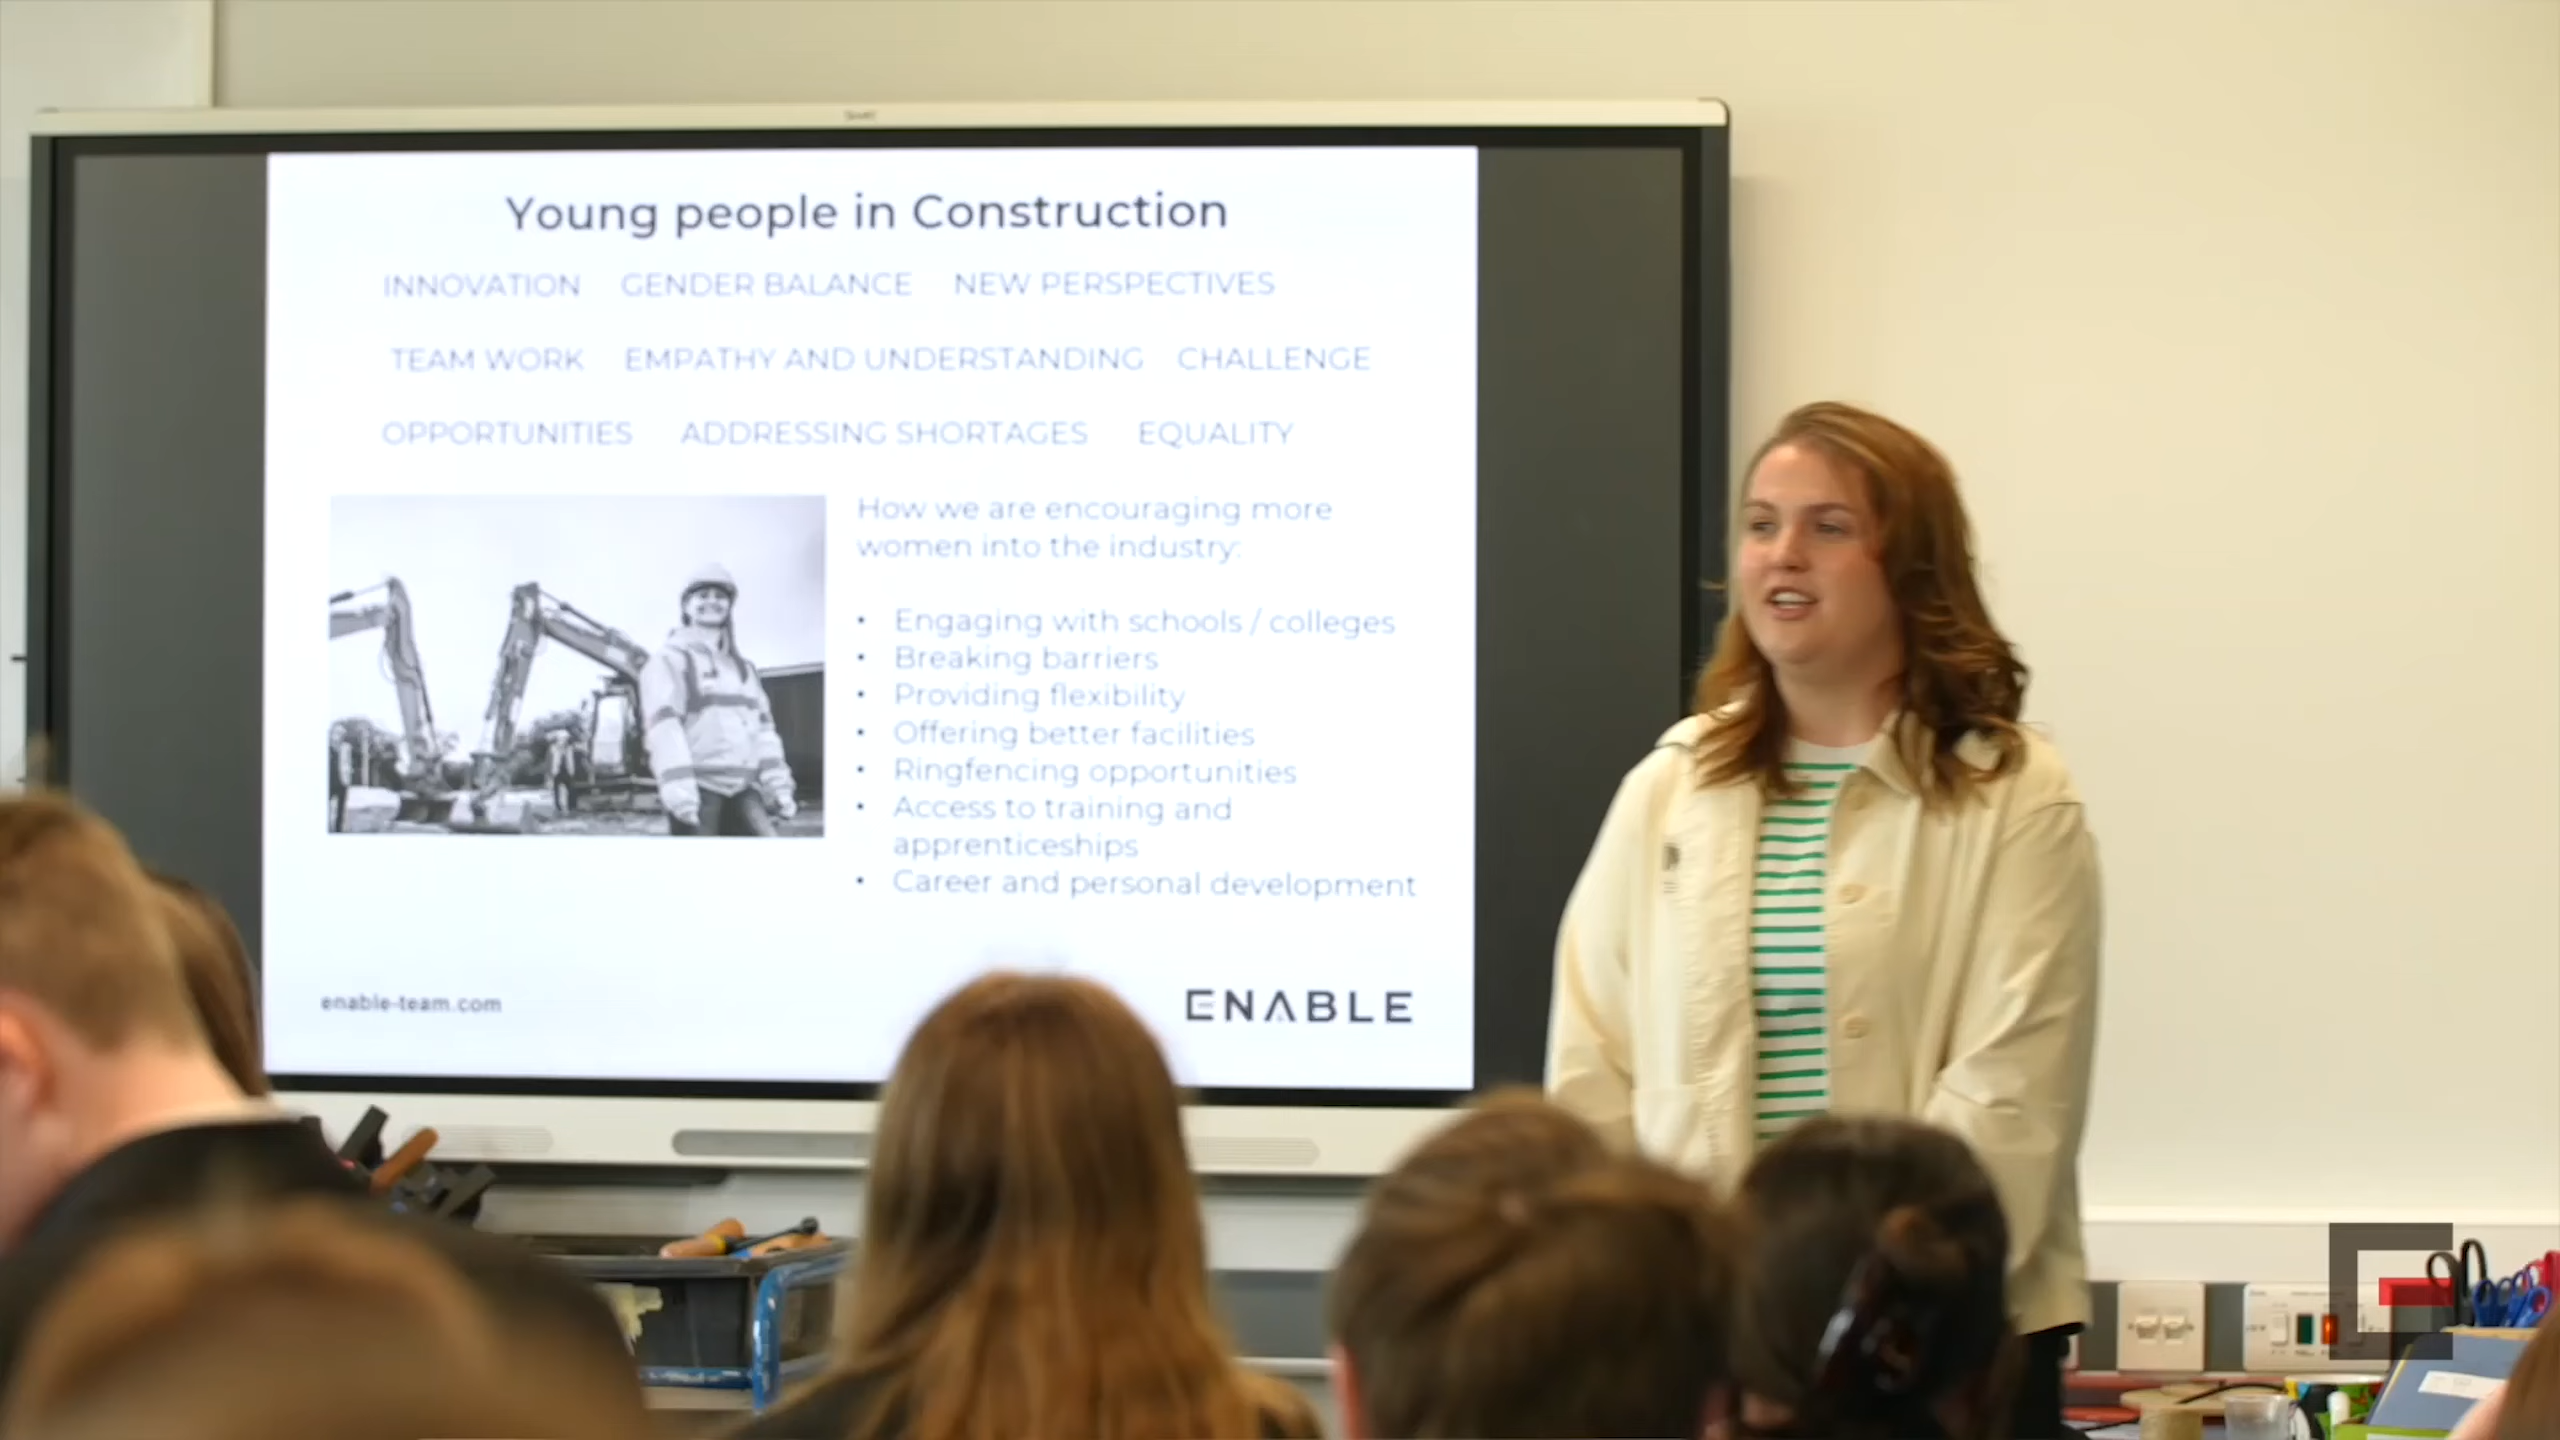 Young people in Construction
INNOVATION GENDER BALANCE NEW PERSPECTIVES
TEAM WORK EMPATHY AND UNDERSTANDING CHALLENGE
OPPORTUNITIES ADDRESSING SHORTAGES EQUALITY
How we are encouraging more
women into the industry:
• Engaging with schools / colleges
• Breaking barriers
• Providing flexibility
• Offering better facilities
• Ringfencing opportunities
• Access to training and
apprenticeships
• Career and personal development
enable-team.com
ENABLE